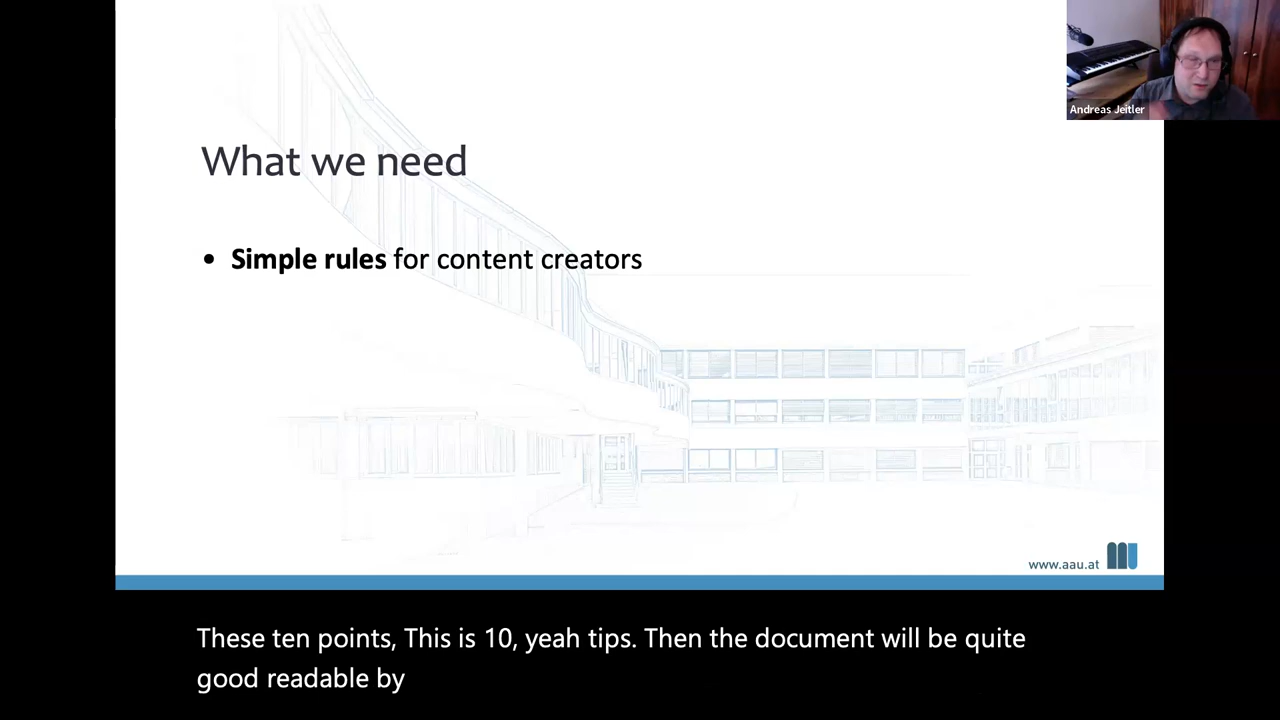 Andreas Jeitler
What we need
• Simple rules for content creators
www.aau.at
These ten points, This is 10, yeah tips. Then the document will be quite
good readable by